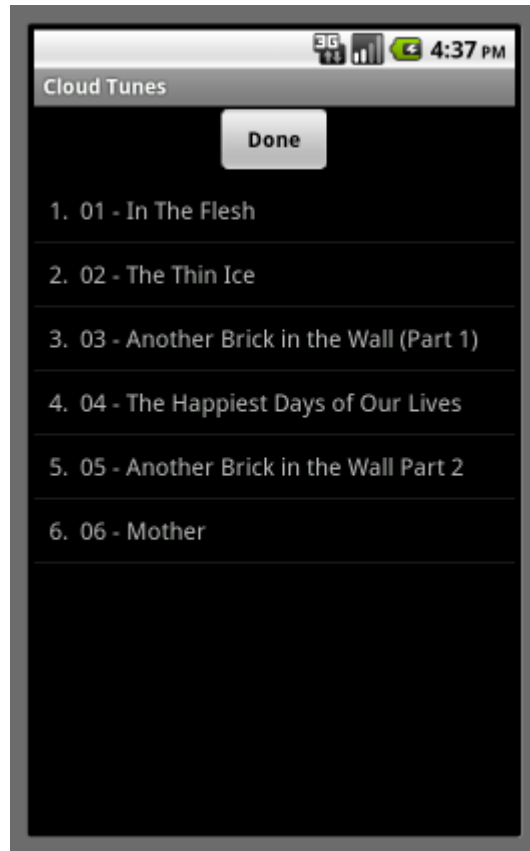 3G 4:37 PM
Cloud Tunes
Done
1. 01 - In The Flesh
2. 02 - The Thin Ice
3. 03 - Another Brick in the Wall (Part 1)
4. 04 - The Happiest Days of Our Lives
5. 05 - Another Brick in the Wall Part 2
6. 06 - Mother